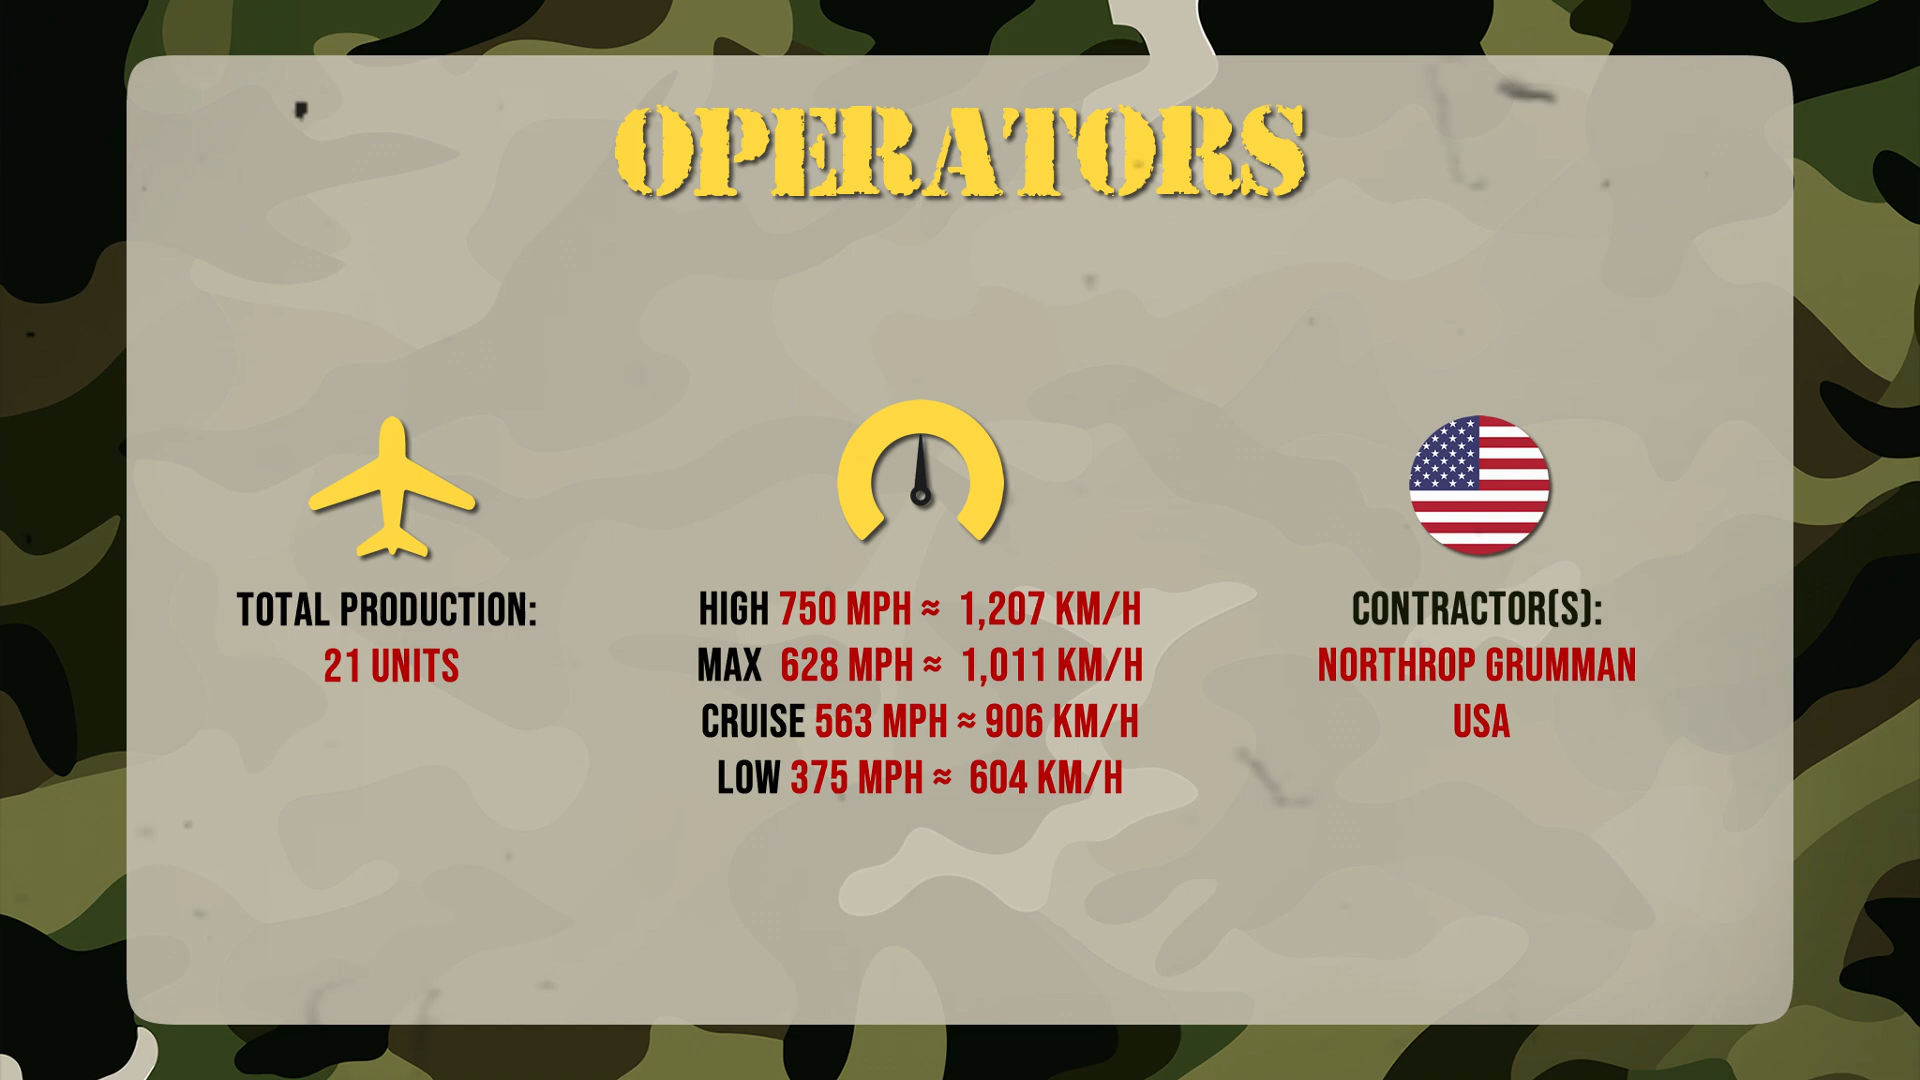 OPERATORS
TOTAL PRODUCTION:
21 UNITS
HIGH 750 MPH ≈ 1,207 KM/H
MAX 628 MPH ≈ 1,011 KM/H
CRUISE 563 MPH ≈ 906 KM/H
LOW 375 MPH ≈ 604 KM/H
CONTRACTOR(S):
NORTHROP GRUMMAN
USA